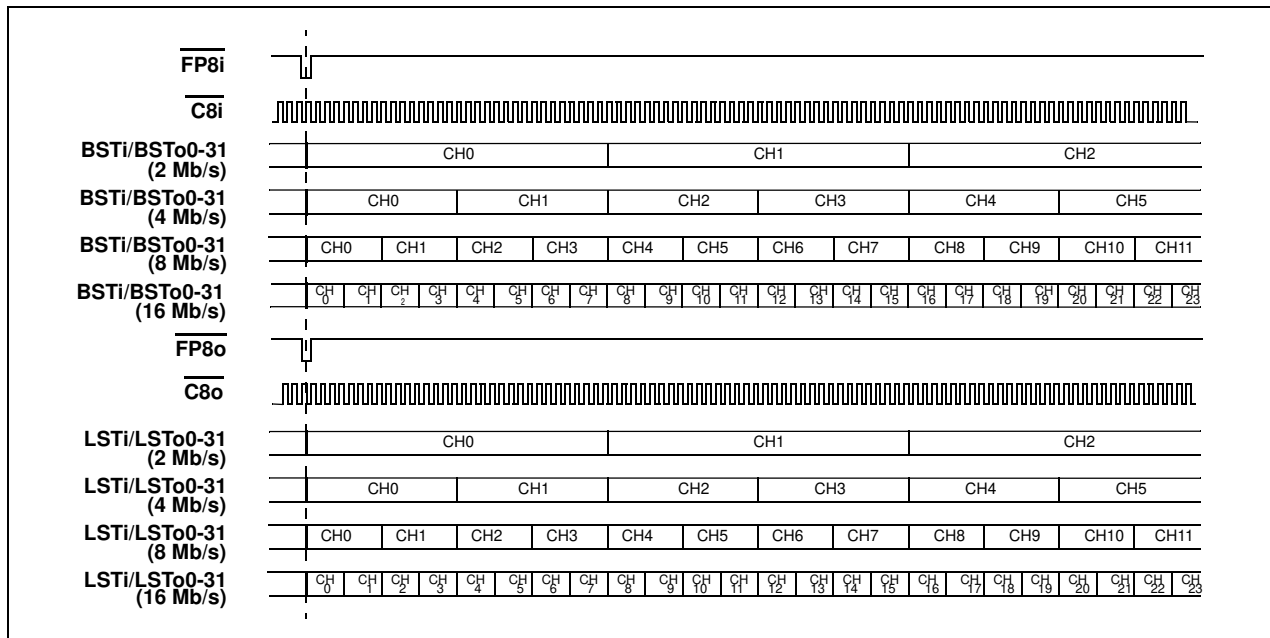 FP8i
C8i
BSTi/BSTo0-31
(2 Mb/s)
CH0 CH1 CH2
BSTi/BSTo0-31
(4 Mb/s)
CH0 CH1 CH2 CH3 CH4 CH5
BSTi/BSTo0-31
(8 Mb/s)
CH0 CH1 CH2 CH3 CH4 CH5 CH6 CH7 CH8 CH9 CH10 CH11
BSTi/BSTo0-31
(16 Mb/s)
CH CH CH CH CH CH CH CH CH CH CH CH CH CH CH CH CH CH CH CH CH CH CH CH
0 1 2 3 4 5 6 7 8 9 10 11 12 13 14 15 16 17 18 19 20 21 22 23
FP8o
C8o
LSTi/LSTo0-31
(2 Mb/s)
CH0 CH1 CH2
LSTi/LSTo0-31
(4 Mb/s)
CH0 CH1 CH2 CH3 CH4 CH5
LSTi/LSTo0-31
(8 Mb/s)
CH0 CH1 CH2 CH3 CH4 CH5 CH6 CH7 CH8 CH9 CH10 CH11
LSTi/LSTo0-31
(16 Mb/s)
CH CH CH CH CH CH CH CH CH CH CH CH CH CH CH CH CH CH CH CH CH CH CH CH
0 1 2 3 4 5 6 7 8 9 10 11 12 13 14 15 16 17 18 19 20 21 22 23